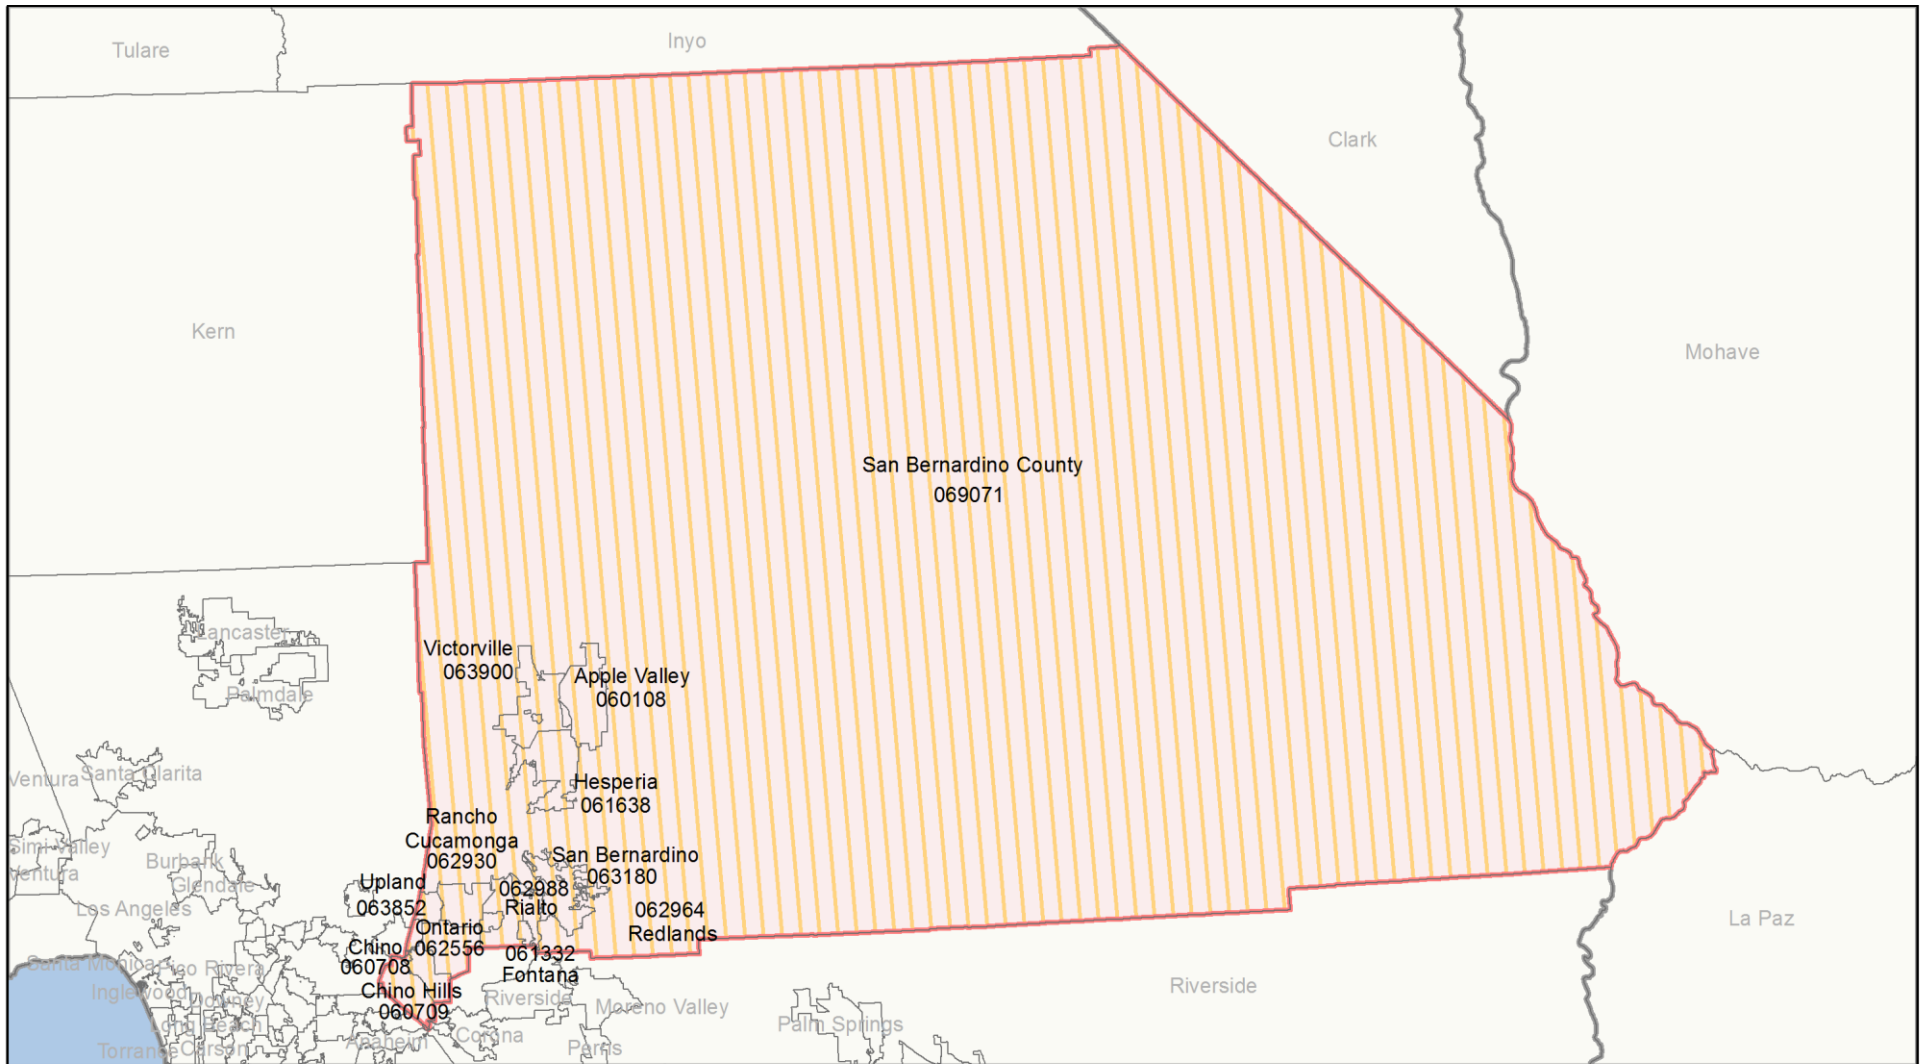 Tulare
Inyo
Clark
Kern
Mohave
San Bernardino County
069071
Lancaster
Victorville
063900
Apple Valley
060108
Palmdale
Ventura
Santa Clarita
Hesperia
061638
Rancho
Cucamonga
062930
Simi Valley
Ventura
Burbank
Glendale
San Bernardino
063180
Upland
063852
062988
Rialto
Los Angeles
062964
Redlands
La Paz
Ontario
062556
Chino
060708
061332
Fontana
Santa Monica
Pico Rivera
Inglewood
Downey
Chino Hills
060709
Riverside
Moreno Valley
Riverside
Long Beach
Palm Springs
Torrance
Carson
Anaheim
Corona
Perris